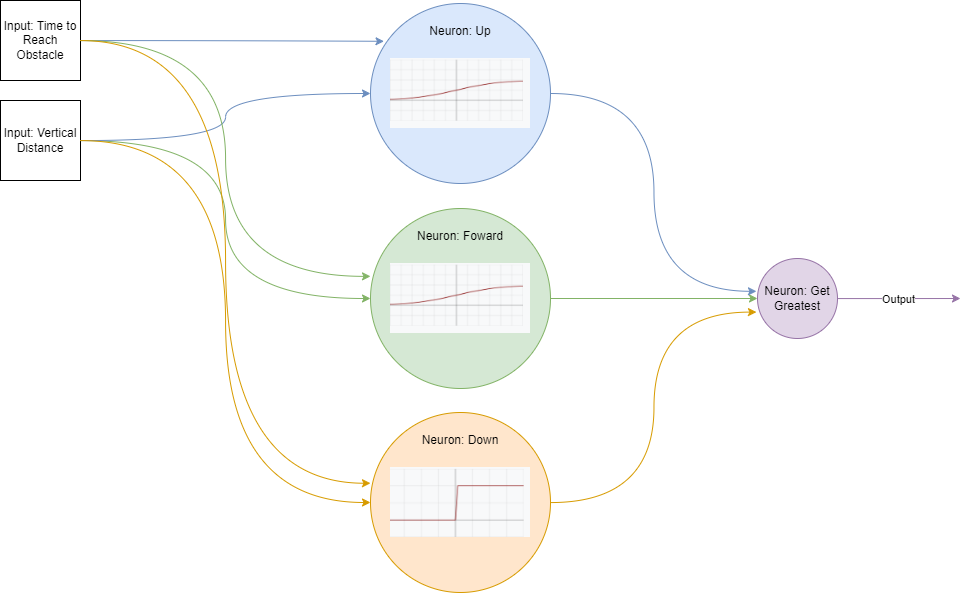 Input: Time to
Reach
Obstacle
Input: Vertical
Distance
Neuron: Up
Neuron: Foward
Neuron: Down
Neuron: Get
Greatest
Output